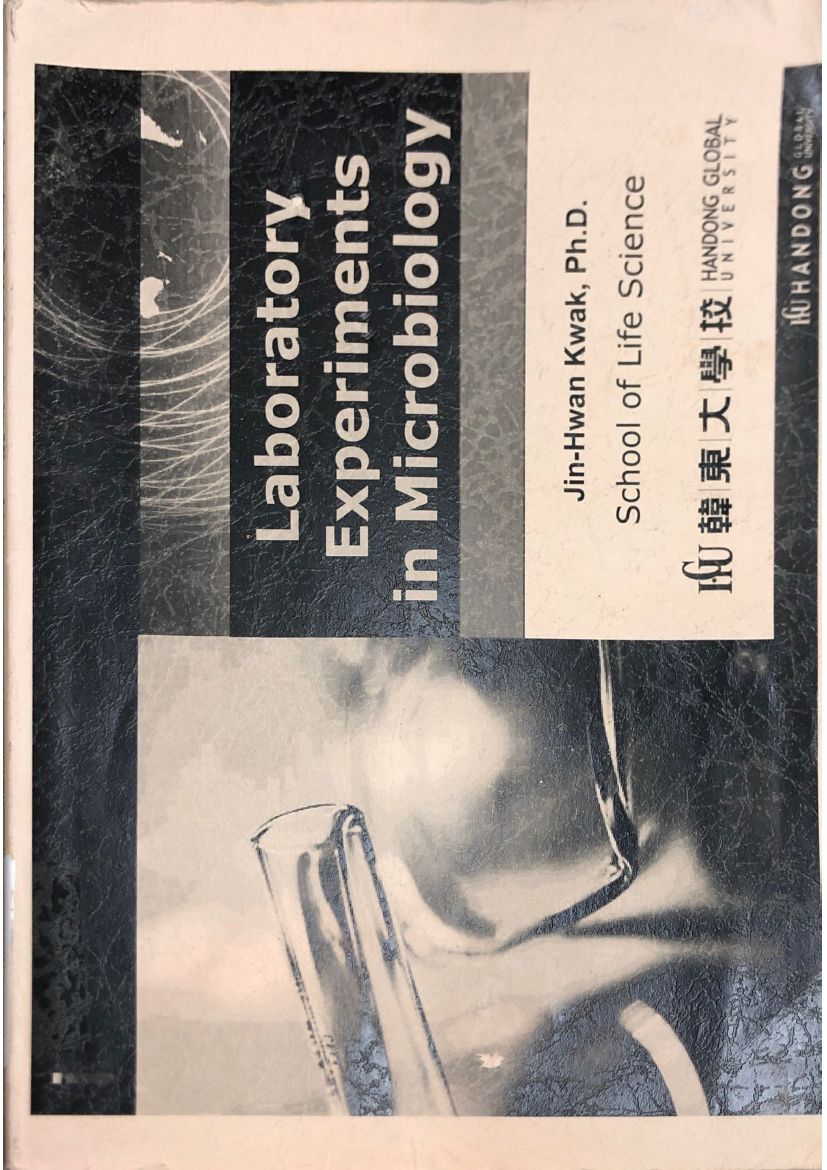 Laboratory
Experiments
in Microbiology
Jin-Hwan Kwak, Ph.D.
School of Life Science
HGU 韓|東|大|學|校| HANDONG GLOBAL
UNIVERSITY
HGU HANDONG GLOBAL
UNIVERSITY